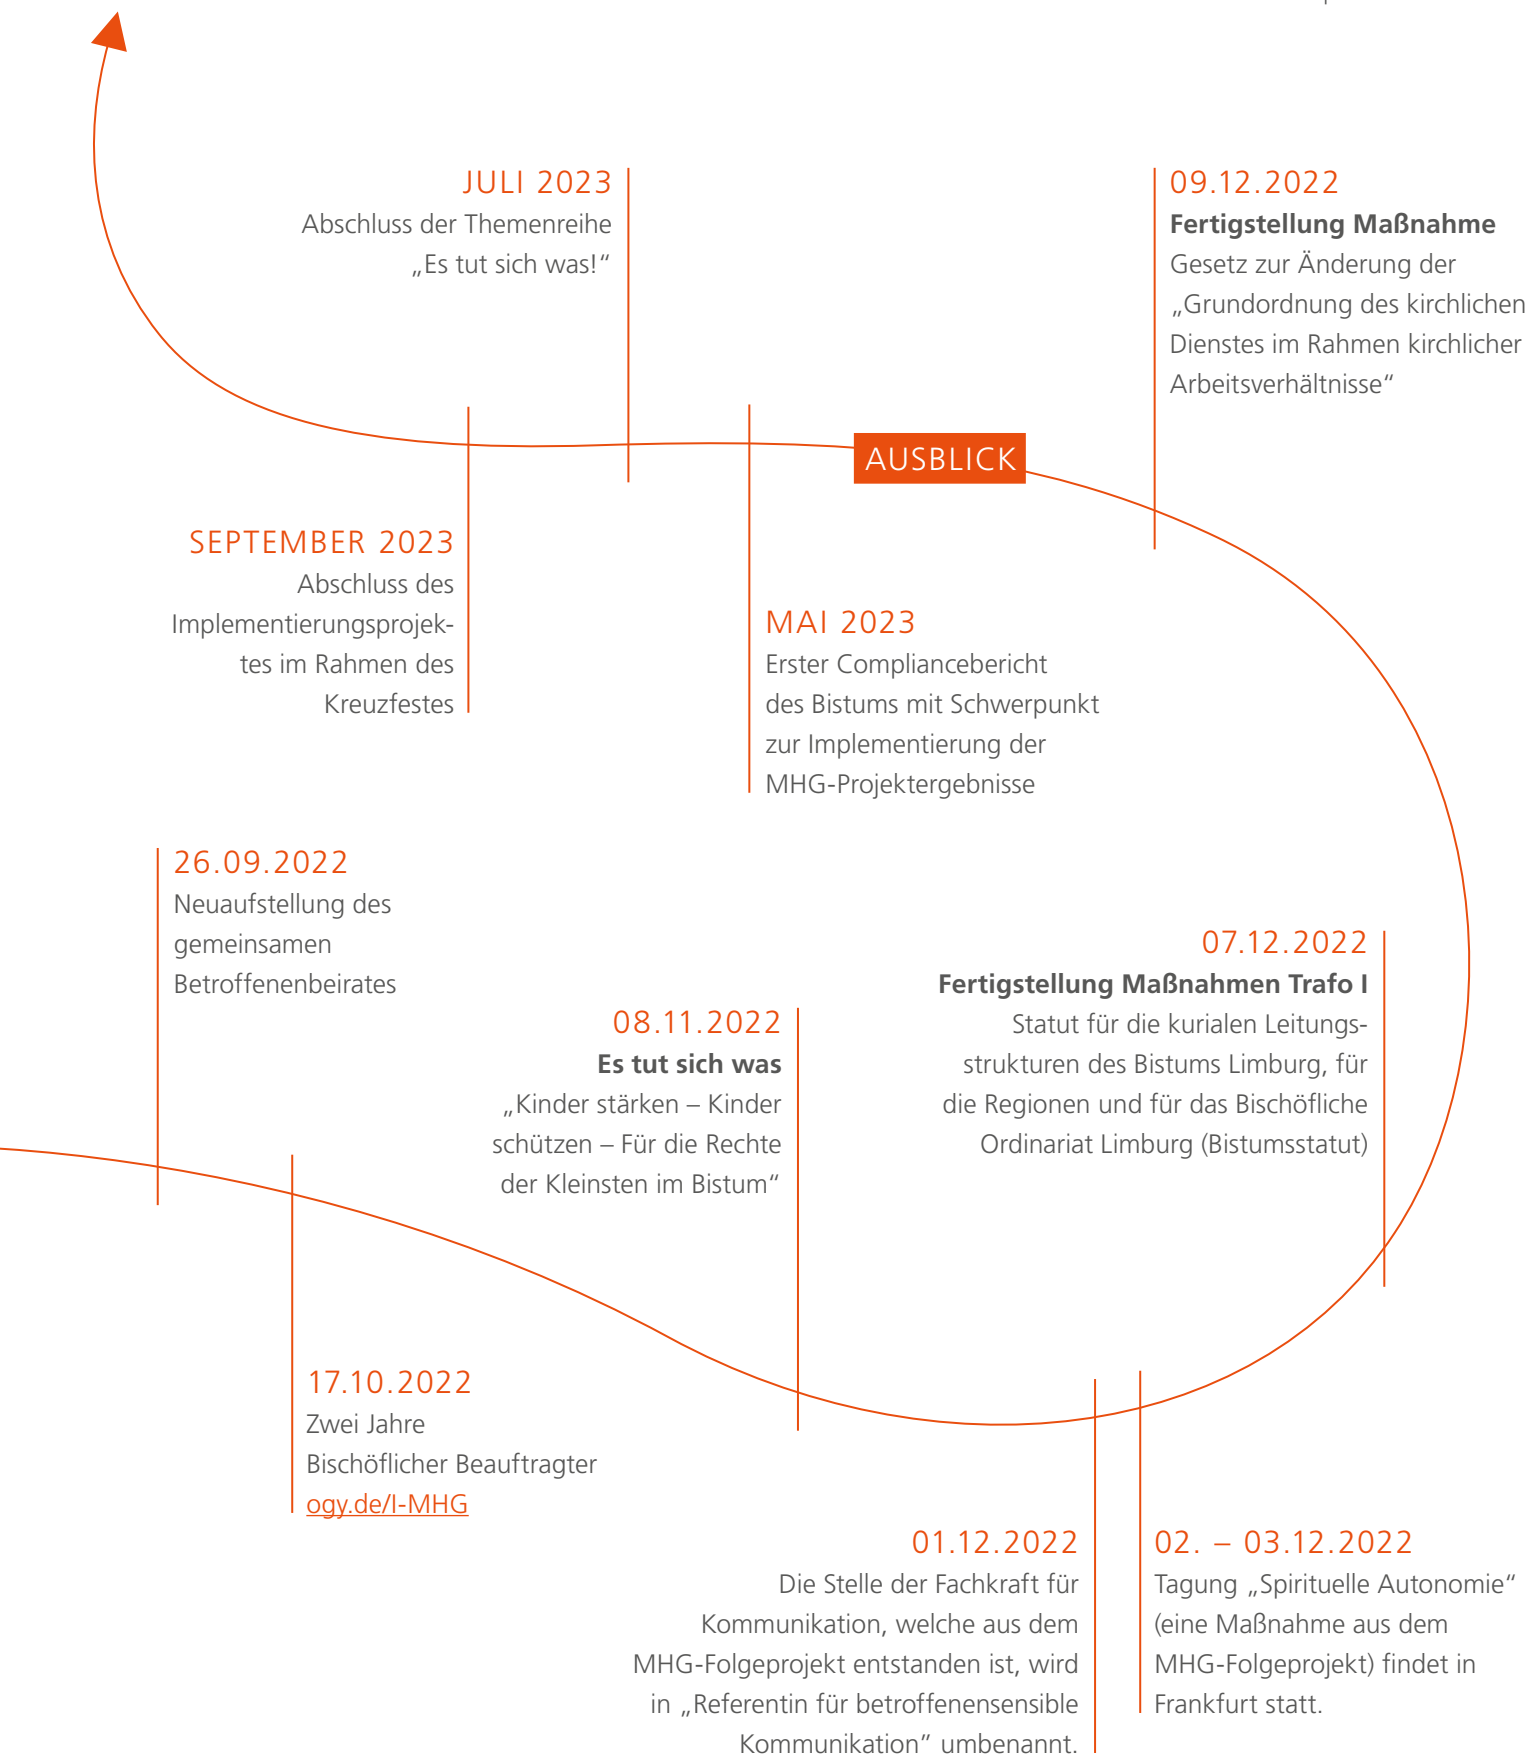 JULI 2023
Abschluss der Themenreihe
„Es tut sich was!“
09.12.2022
Fertigstellung Maßnahme
Gesetz zur Änderung der
„Grundordnung des kirchlichen
Dienstes im Rahmen kirchlicher
Arbeitsverhältnisse“
AUSBLICK
SEPTEMBER 2023
Abschluss des
Implementierungsprojek-
tes im Rahmen des
Kreuzfestes
MAI 2023
Erster Compliancebericht
des Bistums mit Schwerpunkt
zur Implementierung der
MHG-Projektergebnisse
26.09.2022
Neuaufstellung des
gemeinsamen
Betroffenenbeirates
07.12.2022
Fertigstellung Maßnahmen Trafo I
Statut für die kurialen Leitungs-
strukturen des Bistums Limburg, für
die Regionen und für das Bischöfliche
Ordinariat Limburg (Bistumsstatut)
08.11.2022
Es tut sich was
„Kinder stärken – Kinder
schützen – Für die Rechte
der Kleinsten im Bistum“
17.10.2022
Zwei Jahre
Bischöflicher Beauftragter
ogy.de/I-MHG
01.12.2022
Die Stelle der Fachkraft für
Kommunikation, welche aus dem
MHG-Folgeprojekt entstanden ist, wird
in „Referentin für betroffenensensible
Kommunikation” umbenannt.
02. – 03.12.2022
Tagung „Spirituelle Autonomie“
(eine Maßnahme aus dem
MHG-Folgeprojekt) findet in
Frankfurt statt.